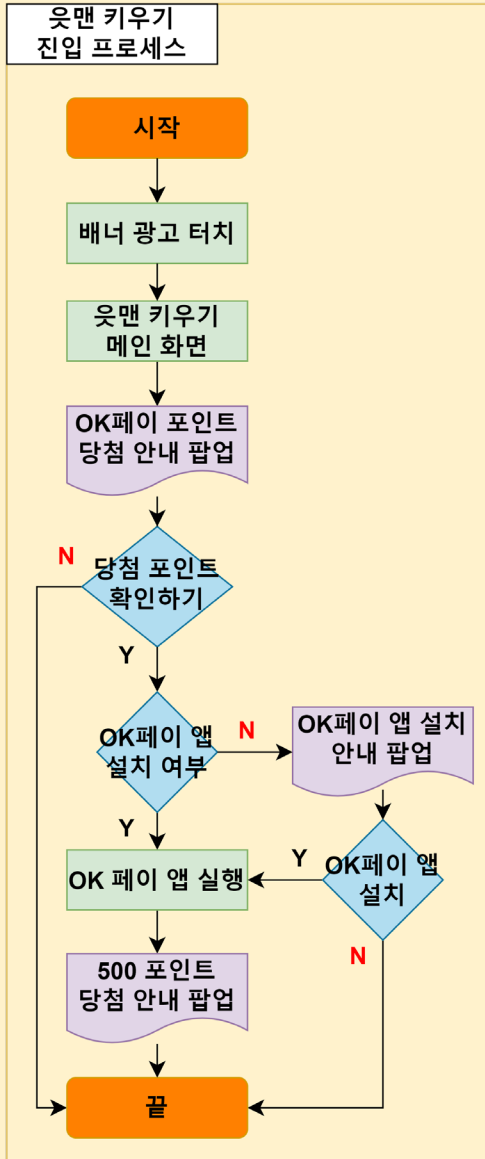 웃맨 키우기
진입 프로세스
시작
배너 광고 터치
웃맨 키우기
메인 화면
OK페이 포인트
당첨 안내 팝업
N
당첨 포인트
확인하기
Y
OK페이 앱
설치 여부
N
OK페이 앱 설치
안내 팝업
Y
OK 페이 앱 실행
Y
OK페이 앱
설치
N
500 포인트
당첨 안내 팝업
끝